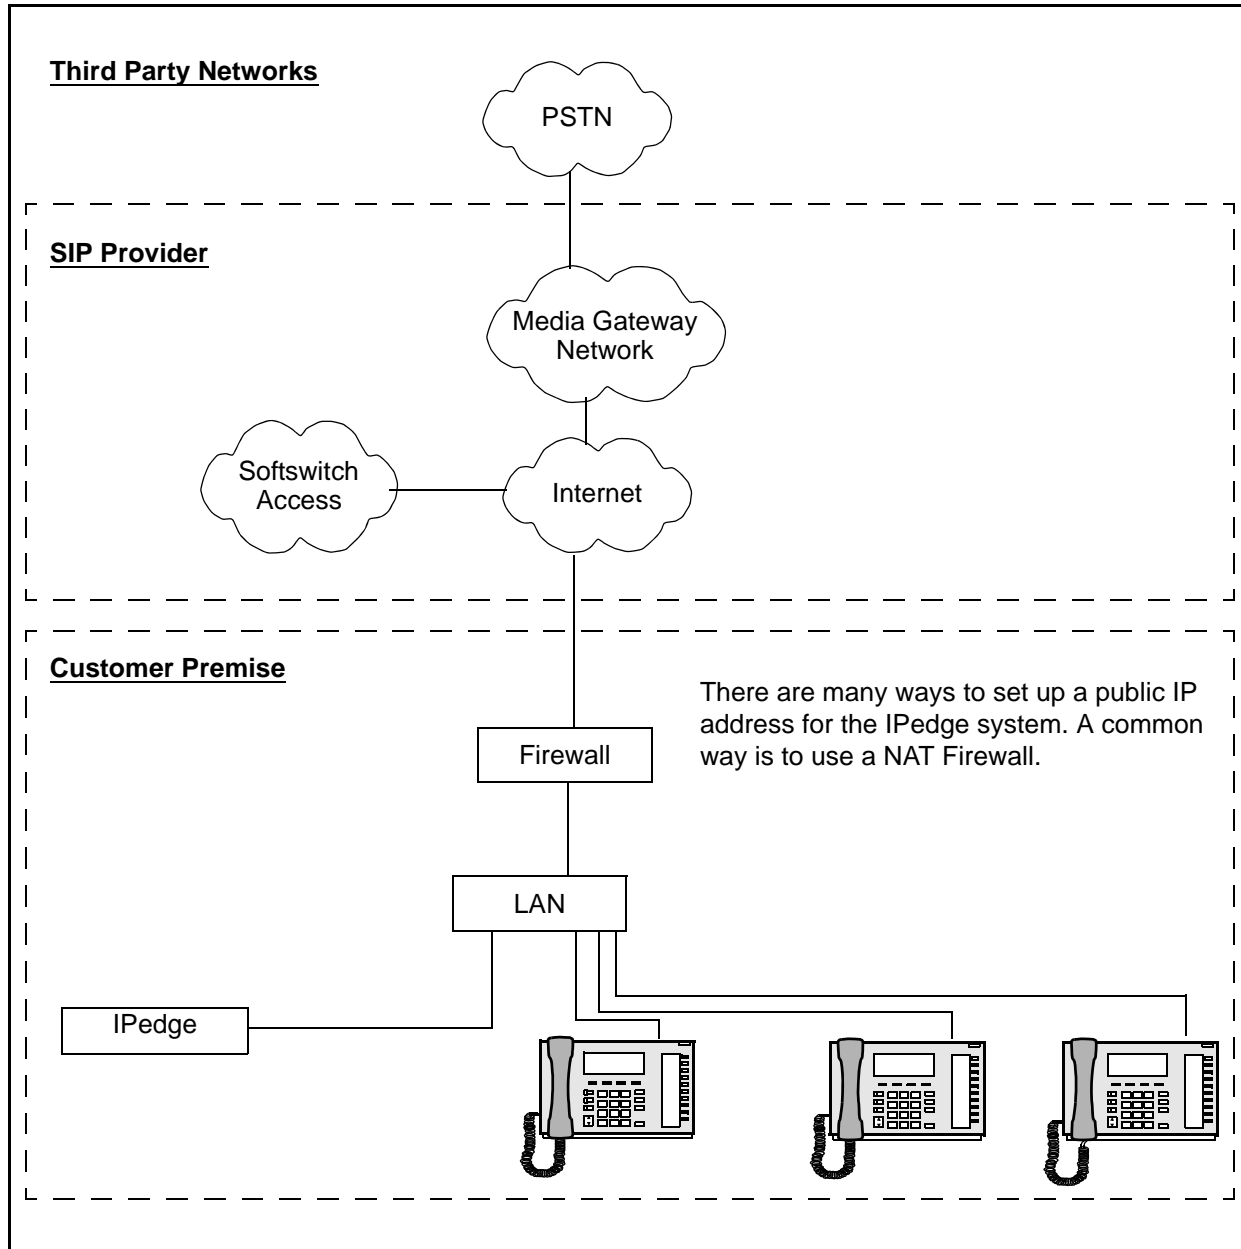 Third Party Networks
PSTN
SIP Provider
Media Gateway
Network
Softswitch
Access
Internet
Customer Premise
There are many ways to set up a public IP
address for the IPedge system. A common
way is to use a NAT Firewall.
Firewall
LAN
IPedge